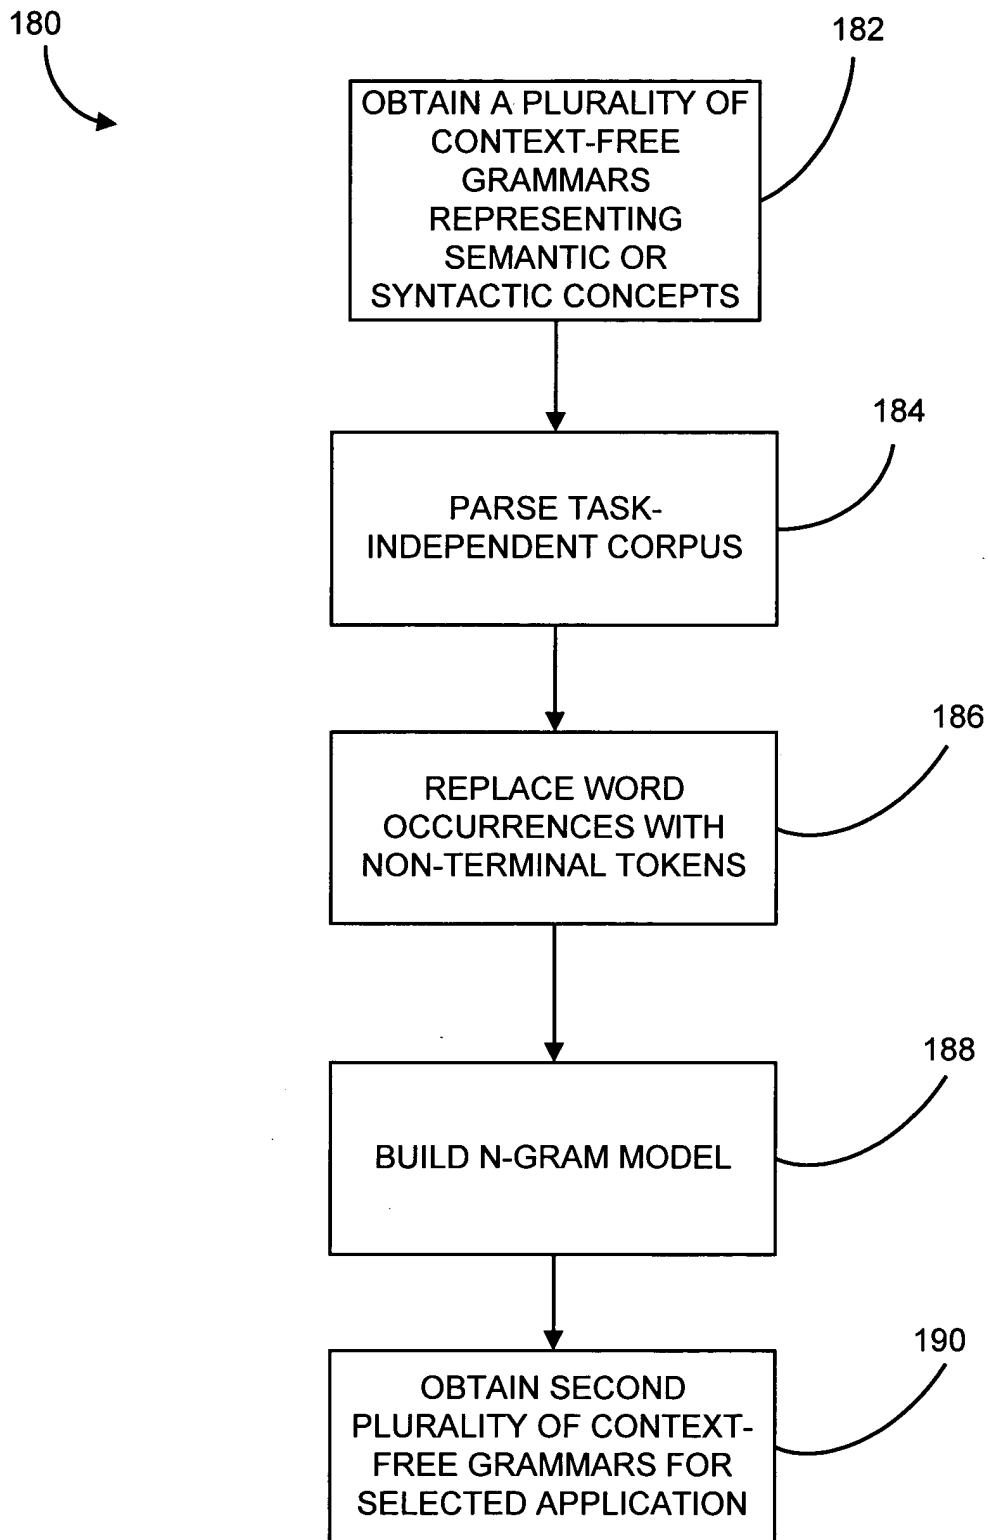 180
182
OBTAIN A PLURALITY OF
CONTEXT-FREE
GRAMMARS
REPRESENTING
SEMANTIC OR
SYNTACTIC CONCEPTS
184
PARSE TASK-
INDEPENDENT CORPUS
186
REPLACE WORD
OCCURRENCES WITH
NON-TERMINAL TOKENS
188
BUILD N-GRAM MODEL
190
OBTAIN SECOND
PLURALITY OF CONTEXT-
FREE GRAMMARS FOR
SELECTED APPLICATION